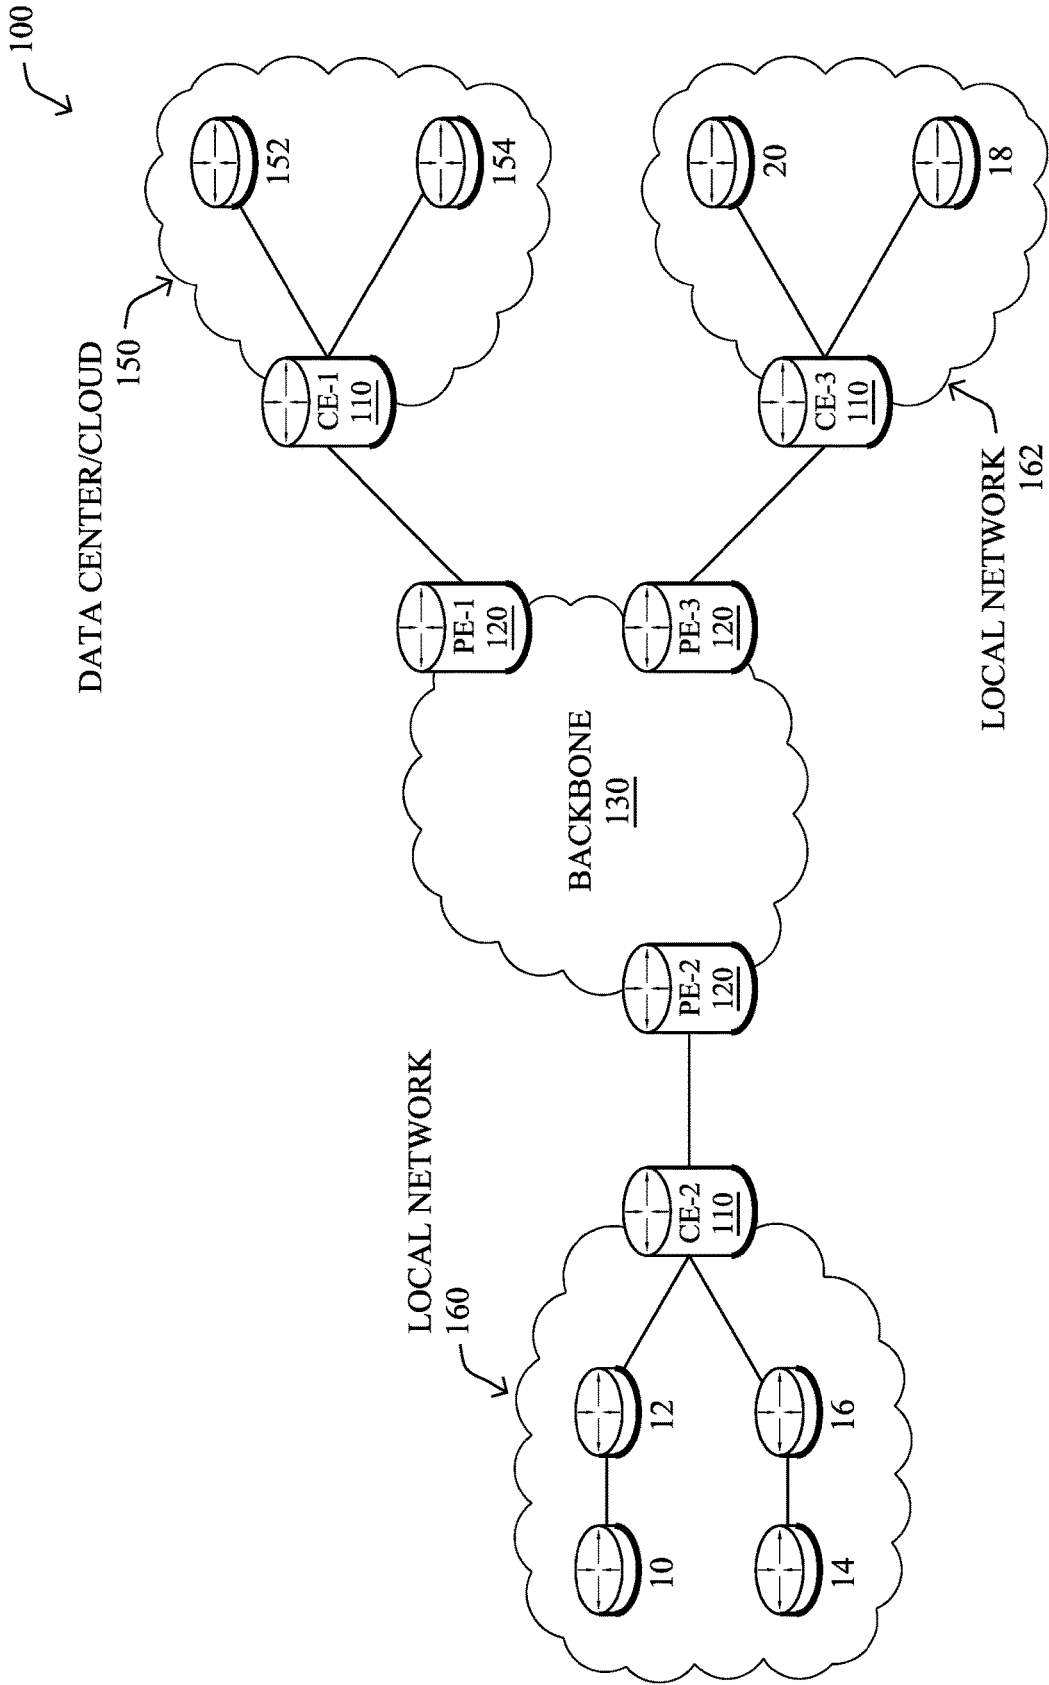 100
DATA CENTER/CLOUD
150
152
154
CE-1
110
PE-1
120
BACKBONE
130
LOCAL NETWORK
160
10
12
14
16
CE-2
110
PE-2
120
PE-3
120
CE-3
110
20
18
LOCAL NETWORK
162